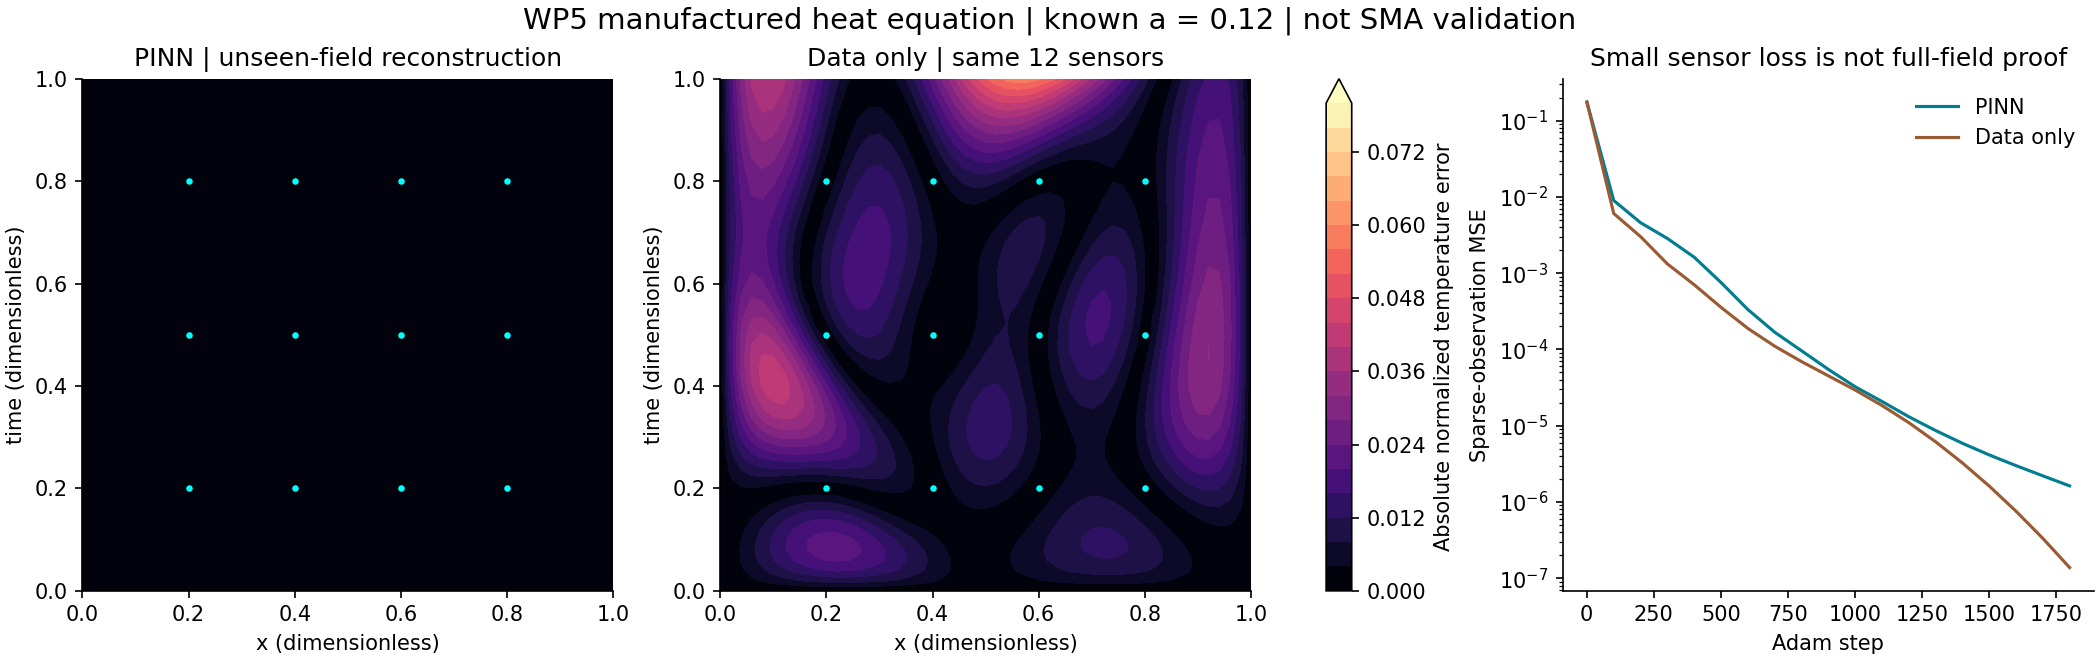 WP5 manufactured heat equation | known a = 0.12 | not SMA validation
PINN | unseen-field reconstruction
1.0
0.8
0.6
0.4
0.2
0.0
time (dimensionless)
0.0 0.2 0.4 0.6 0.8 1.0
x (dimensionless)
Data only | same 12 sensors
1.0
0.8
0.6
0.4
0.2
0.0
time (dimensionless)
0.0 0.2 0.4 0.6 0.8 1.0
x (dimensionless)
0.072
0.060
0.048
0.036
0.024
0.012
0.000
Absolute normalized temperature error
Small sensor loss is not full-field proof
PINN
Data only
10⁻¹
10⁻²
10⁻³
10⁻⁴
10⁻⁵
10⁻⁶
10⁻⁷
Sparse-observation MSE
0 250 500 750 1000 1250 1500 1750
Adam step